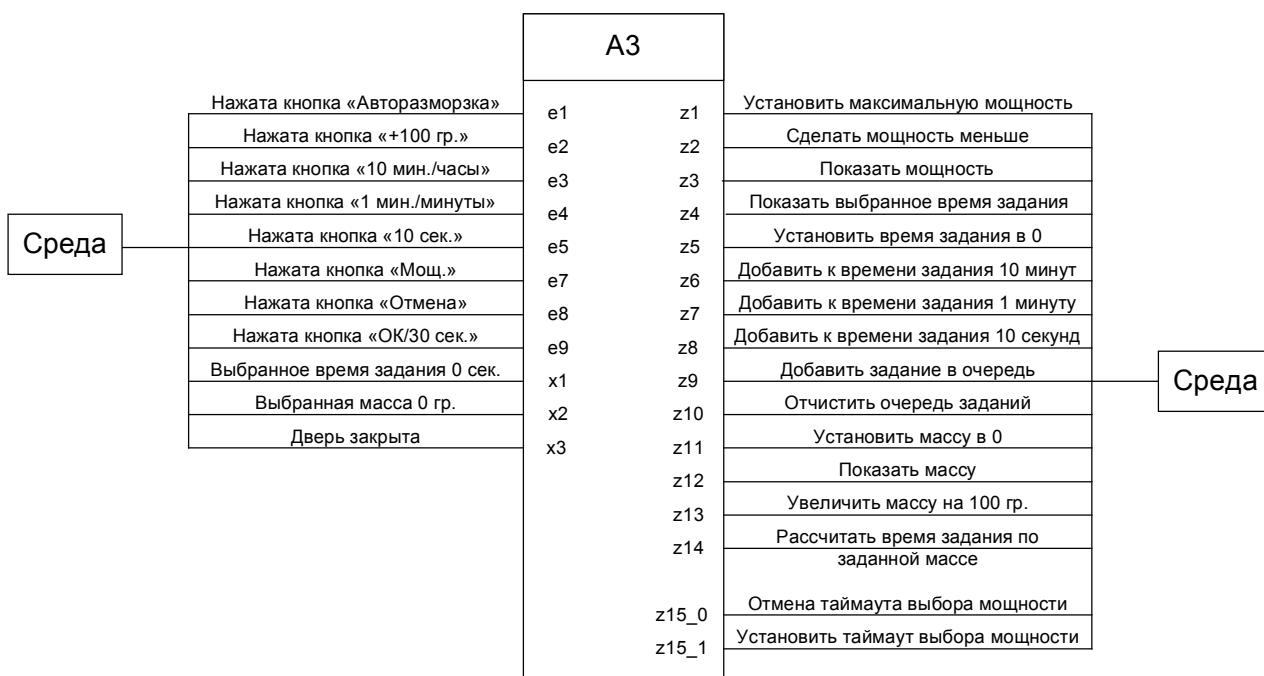 А3
Нажата кнопка «Авторазморзка»
e1
z1
Установить максимальную мощность
Нажата кнопка «+100 гр.»
e2
z2
Сделать мощность меньше
Нажата кнопка «10 мин./часы»
e3
z3
Показать мощность
Нажата кнопка «1 мин./минуты»
e4
z4
Показать выбранное время задания
Среда
Нажата кнопка «10 сек.»
e5
z5
Установить время задания в 0
Нажата кнопка «Мощ.»
e7
z6
Добавить к времени задания 10 минут
Нажата кнопка «Отмена»
e8
z7
Добавить к времени задания 1 минуту
Нажата кнопка «ОК/30 сек.»
e9
z8
Добавить к времени задания 10 секунд
Выбранное время задания 0 сек.
x1
z9
Добавить задание в очередь
Среда
Выбранная масса 0 гр.
x2
z10
Отчистить очередь заданий
Дверь закрыта
x3
z11
Установить массу в 0
z12
Показать массу
z13
Увеличить массу на 100 гр.
z14
Рассчитать время задания по
заданной массе
z15_0
Отмена таймаута выбора мощности
z15_1
Установить таймаут выбора мощности